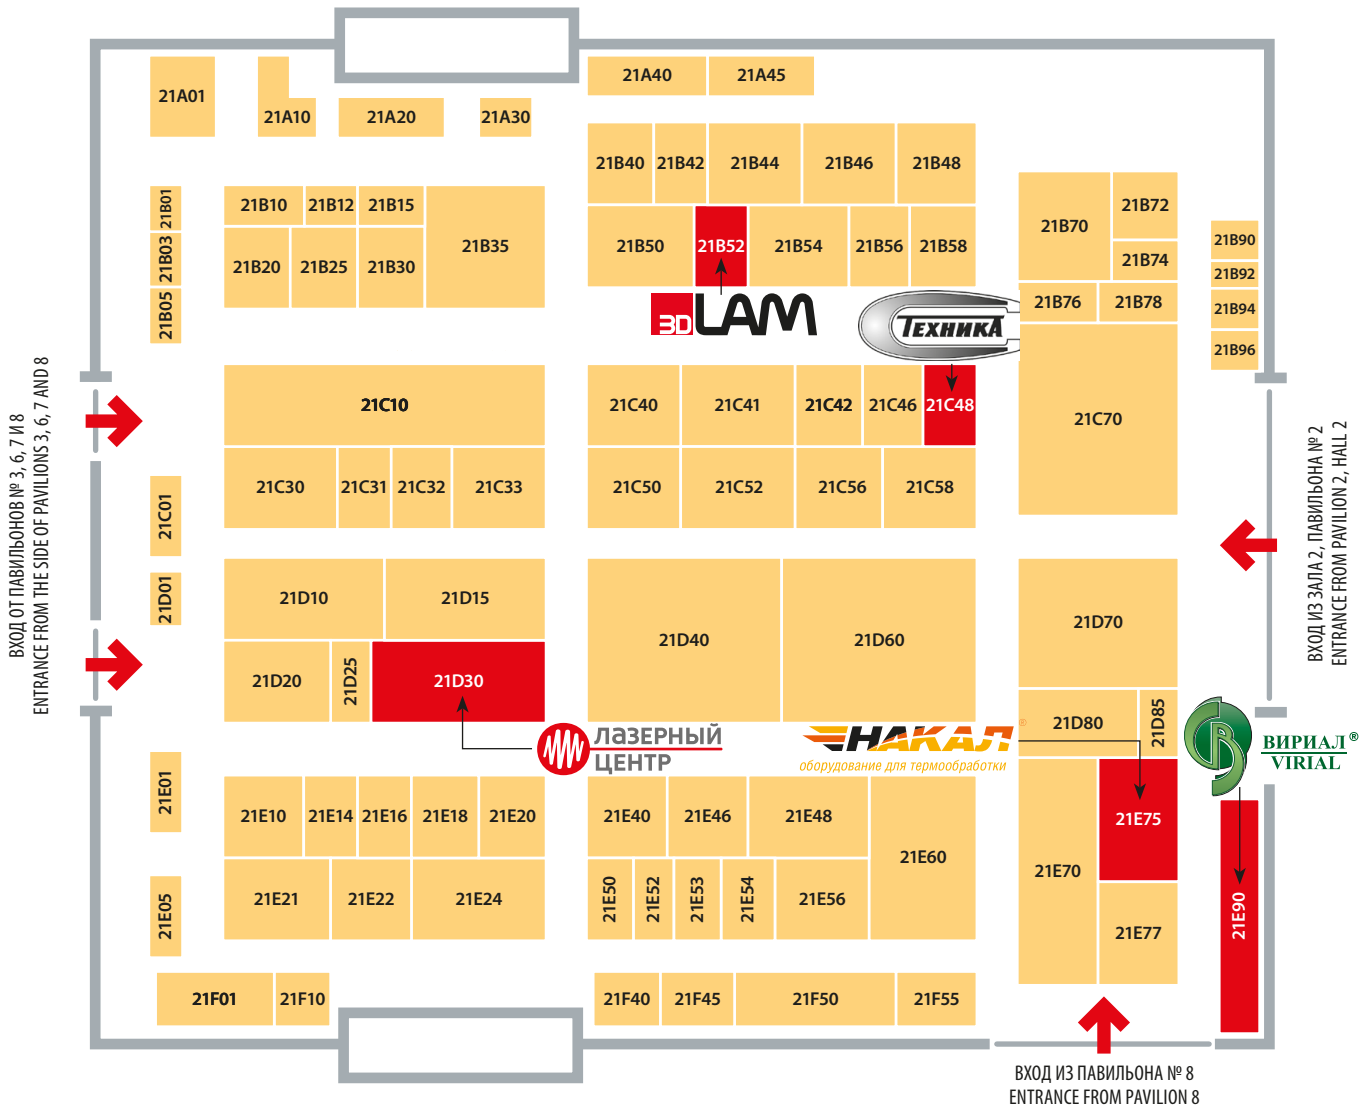 21A01
21A10
21A20
21A30
21A40
21A45
21B40
21B42
21B44
21B46
21B48
21B01
21B03
21B05
21B10
21B12
21B15
21B20
21B25
21B30
21B35
21B50
21B52
21B54
21B56
21B58
21B70
21B72
21B74
21B76
21B78
21B90
21B92
21B94
21B96
3D LAM
ТЕХНИКА
21C10
21C40
21C41
21C42
21C46
21C48
21C70
21C30
21C31
21C32
21C33
21C50
21C52
21C56
21C58
21C01
21D01
ВХОД ОТ ПАВИЛЬОНОВ № 3, 6, 7 И 8
ENTRANCE FROM THE SIDE OF PAVILIONS 3, 6, 7 AND 8
ВХОД ИЗ ЗАЛА 2, ПАВИЛЬОНА № 2
ENTRANCE FROM PAVILION 2, HALL 2
21D10
21D15
21D20
21D25
21D30
21D40
21D60
21D70
21D80
21D85
ЛАЗЕРНЫЙ
ЦЕНТР
НАКАЛ®
оборудование для термообработки
ВИРИАЛ®
VIRIAL
21E01
21E05
21E10
21E14
21E16
21E18
21E20
21E21
21E22
21E24
21E40
21E46
21E48
21E60
21E50
21E52
21E53
21E54
21E56
21E70
21E75
21E77
21E90
21F01
21F10
21F40
21F45
21F50
21F55
ВХОД ИЗ ПАВИЛЬОНА № 8
ENTRANCE FROM PAVILION 8